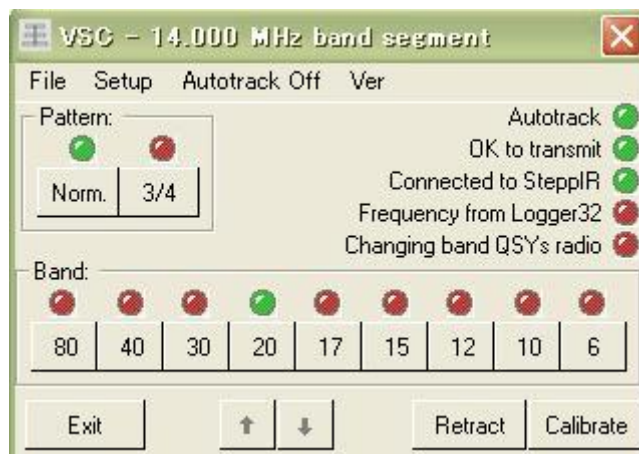 VSC - 14.000 MHz band segment
File Setup Autotrack Off Ver
Pattern:
Norm. 3/4
Autotrack
OK to transmit
Connected to SteppIR
Frequency from Logger32
Changing band QSYs radio
Band:
80 40 30 20 17 15 12 10 6
Exit Retract Calibrate